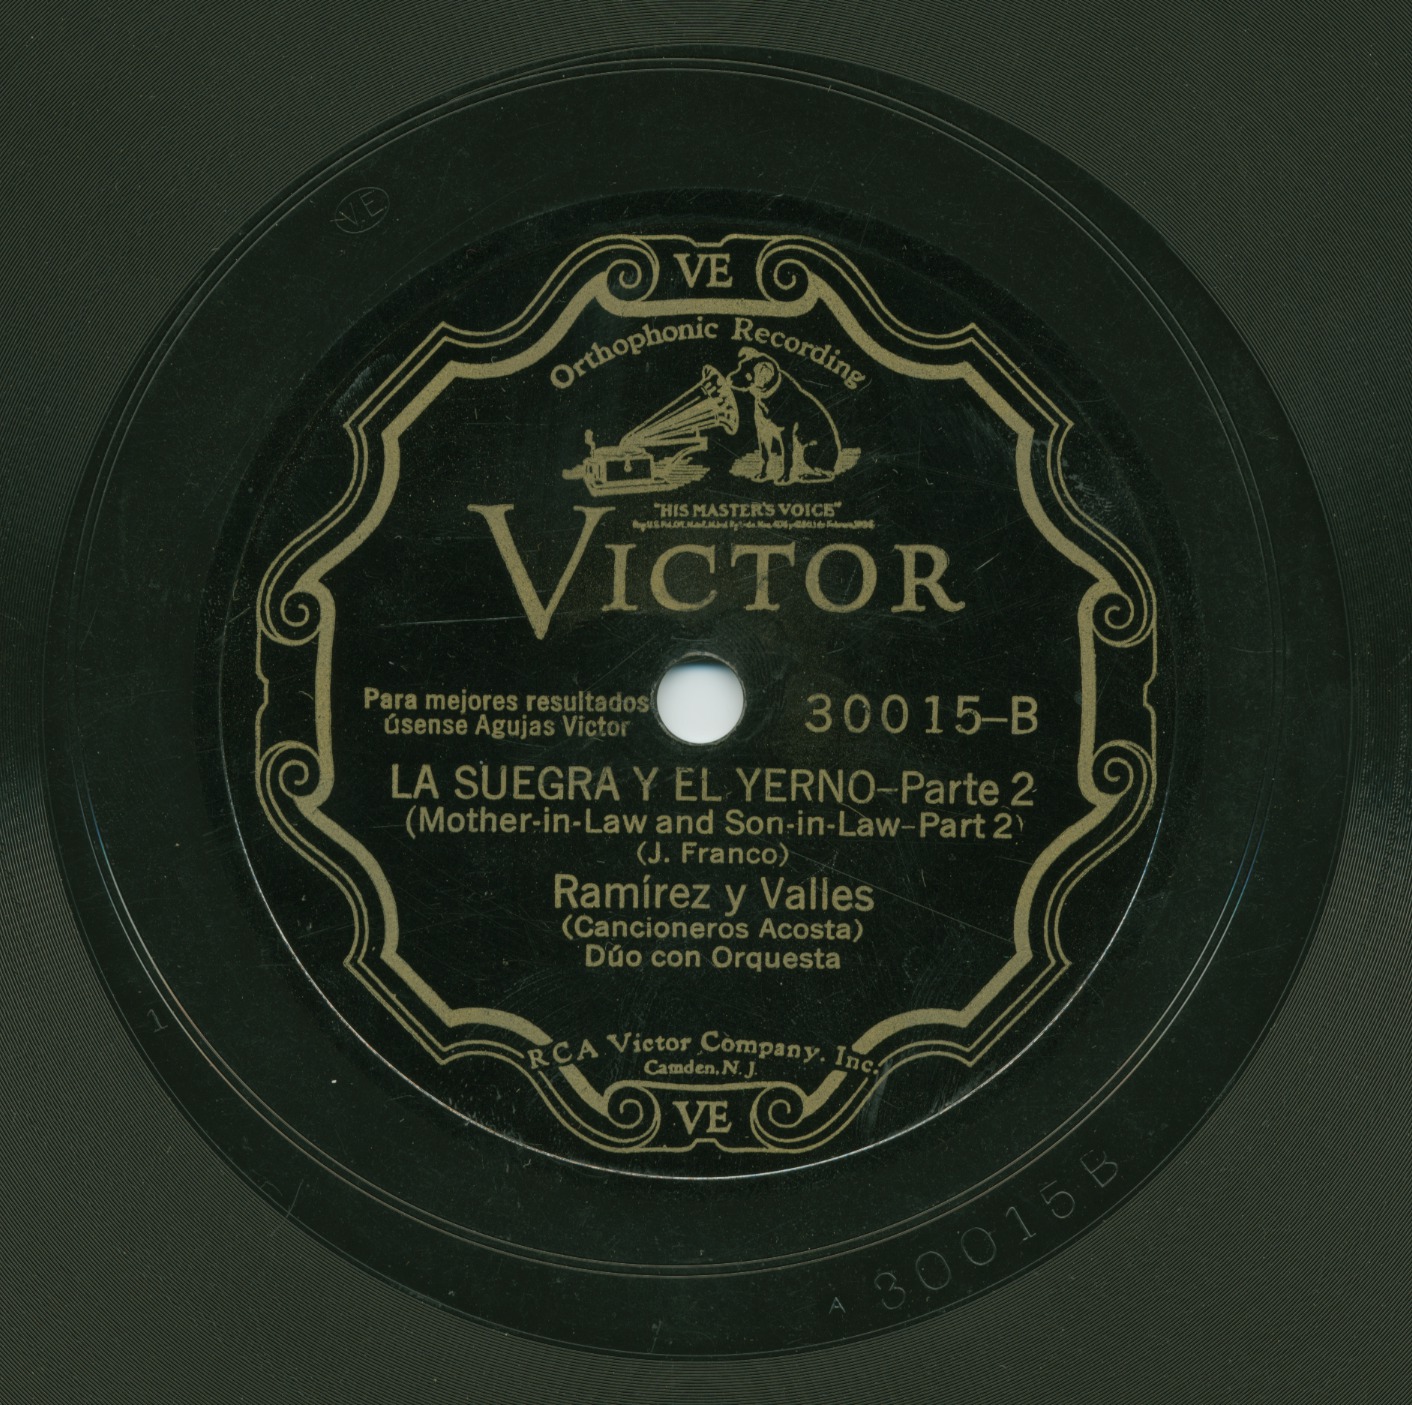 VE
VE
Orthophonic Recording
"HIS MASTER'S VOICE"
VICTOR
Para mejores resultados
úsense Agujas Victor
30015–B
LA SUEGRA Y EL YERNO–Parte 2
(Mother-in-Law and Son-in-Law–Part 2)
(J. Franco)
Ramírez y Valles
(Cancioneros Acosta)
Dúo con Orquesta
RCA Victor Company, Inc.
Camden, N. J.
VE
1
A 30015 B